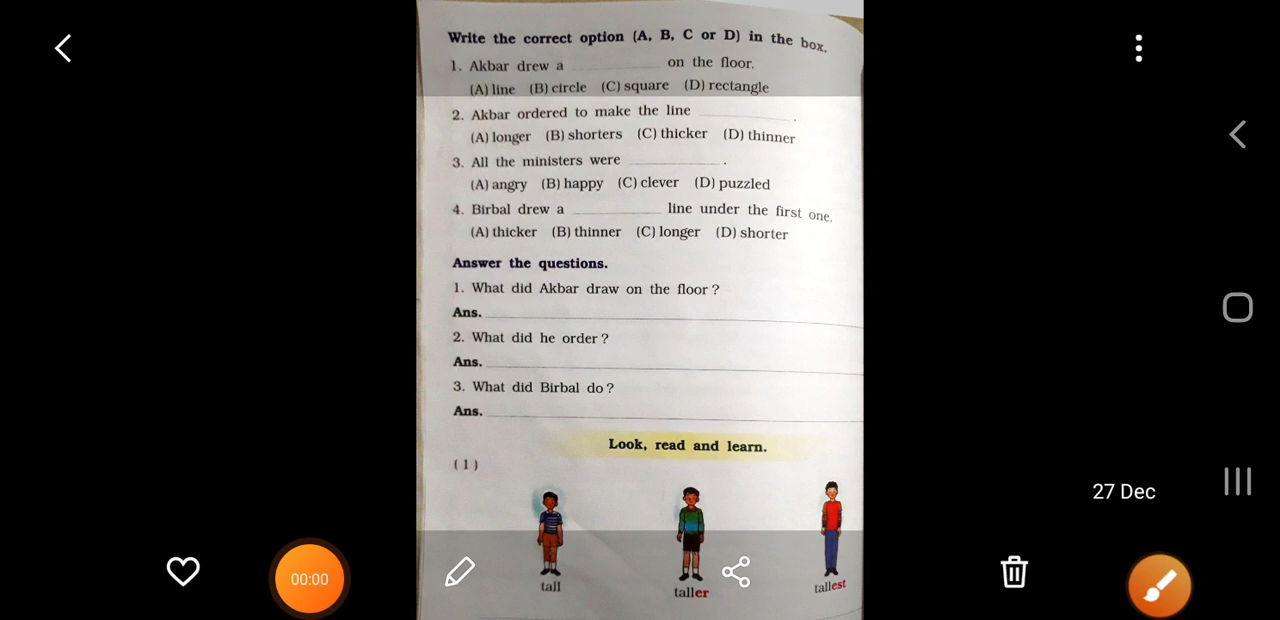 Write the correct option (A, B, C or D) in the box.
1. Akbar drew a __________ on the floor.
(A) line (B) circle (C) square (D) rectangle
2. Akbar ordered to make the line __________ .
(A) longer (B) shorters (C) thicker (D) thinner
3. All the ministers were __________ .
(A) angry (B) happy (C) clever (D) puzzled
4. Birbal drew a __________ line under the first one.
(A) thicker (B) thinner (C) longer (D) shorter
Answer the questions.
1. What did Akbar draw on the floor ?
Ans.
2. What did he order ?
Ans.
3. What did Birbal do ?
Ans.
Look, read and learn.
( 1 )
27 Dec
00:00
tall taller tallest